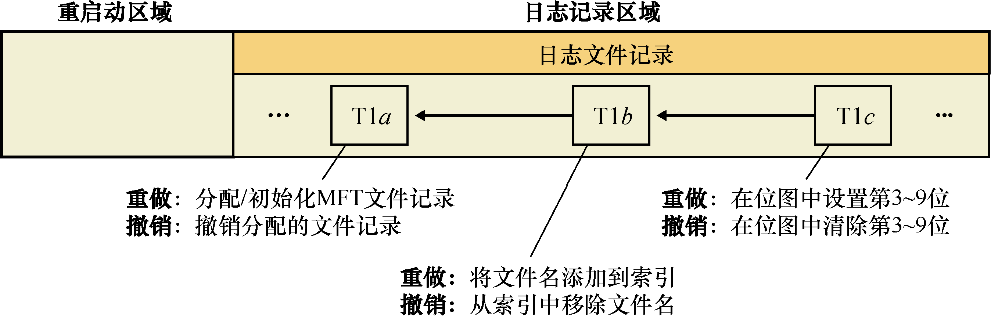 重启动区域
日志记录区域
日志文件记录
… T1a T1b T1c …
重做：分配/初始化MFT文件记录
撤销：撤销分配的文件记录
重做：在位图中设置第3~9位
撤销：在位图中清除第3~9位
重做：将文件名添加到索引
撤销：从索引中移除文件名